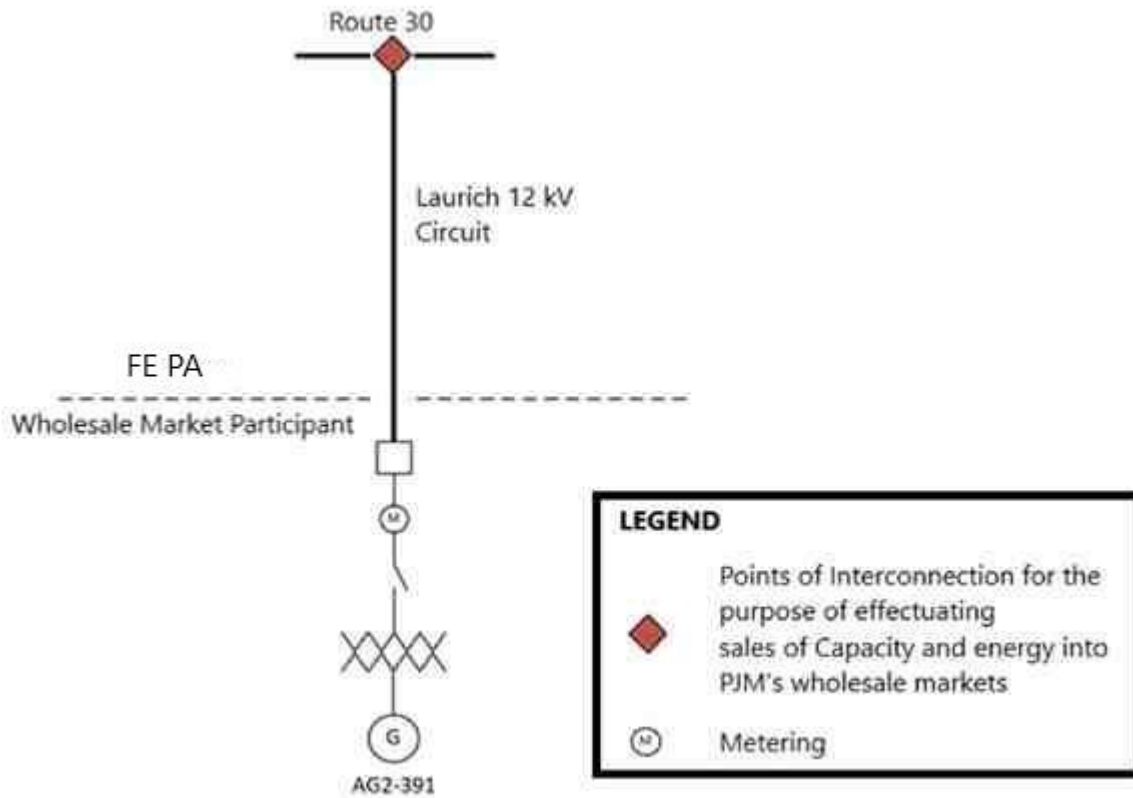 Route 30
Laurich 12 kV
Circuit
FE PA
Wholesale Market Participant
M
G
AG2-391
LEGEND
Points of Interconnection for the
purpose of effectuating
sales of Capacity and energy into
PJM's wholesale markets
M
Metering